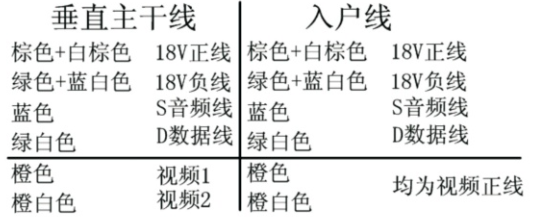 垂直主干线 入户线
棕色+白棕色 18V正线 棕色+白棕色 18V正线
绿色+蓝白色 18V负线 绿色+蓝白色 18V负线
蓝色 S音频线 蓝色 S音频线
绿白色 D数据线 绿白色 D数据线
橙色 视频1 橙色 均为视频正线
橙白色 视频2 橙白色